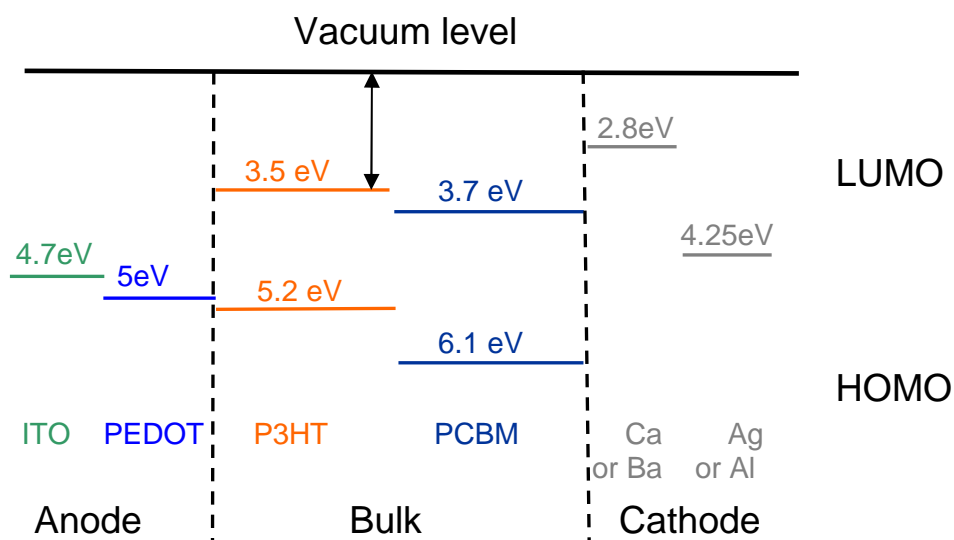 Vacuum level
2.8eV
LUMO
3.5 eV
3.7 eV
4.25eV
4.7eV
5eV
5.2 eV
6.1 eV
HOMO
ITO
PEDOT
P3HT
PCBM
Ca
or Ba
Ag
or Al
Anode
Bulk
Cathode